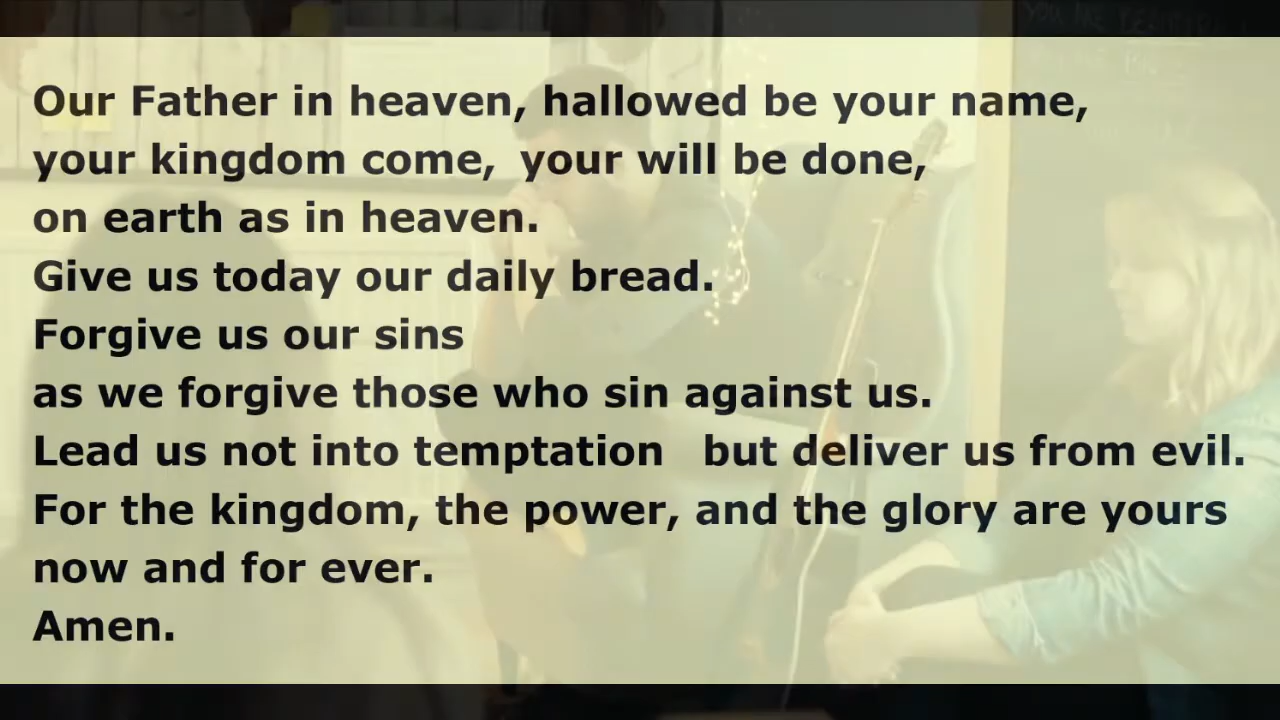 YOU ARE
Our Father in heaven, hallowed be your name,
your kingdom come, your will be done,
on earth as in heaven.
Give us today our daily bread.
Forgive us our sins
as we forgive those who sin against us.
Lead us not into temptation but deliver us from evil.
For the kingdom, the power, and the glory are yours
now and for ever.
Amen.